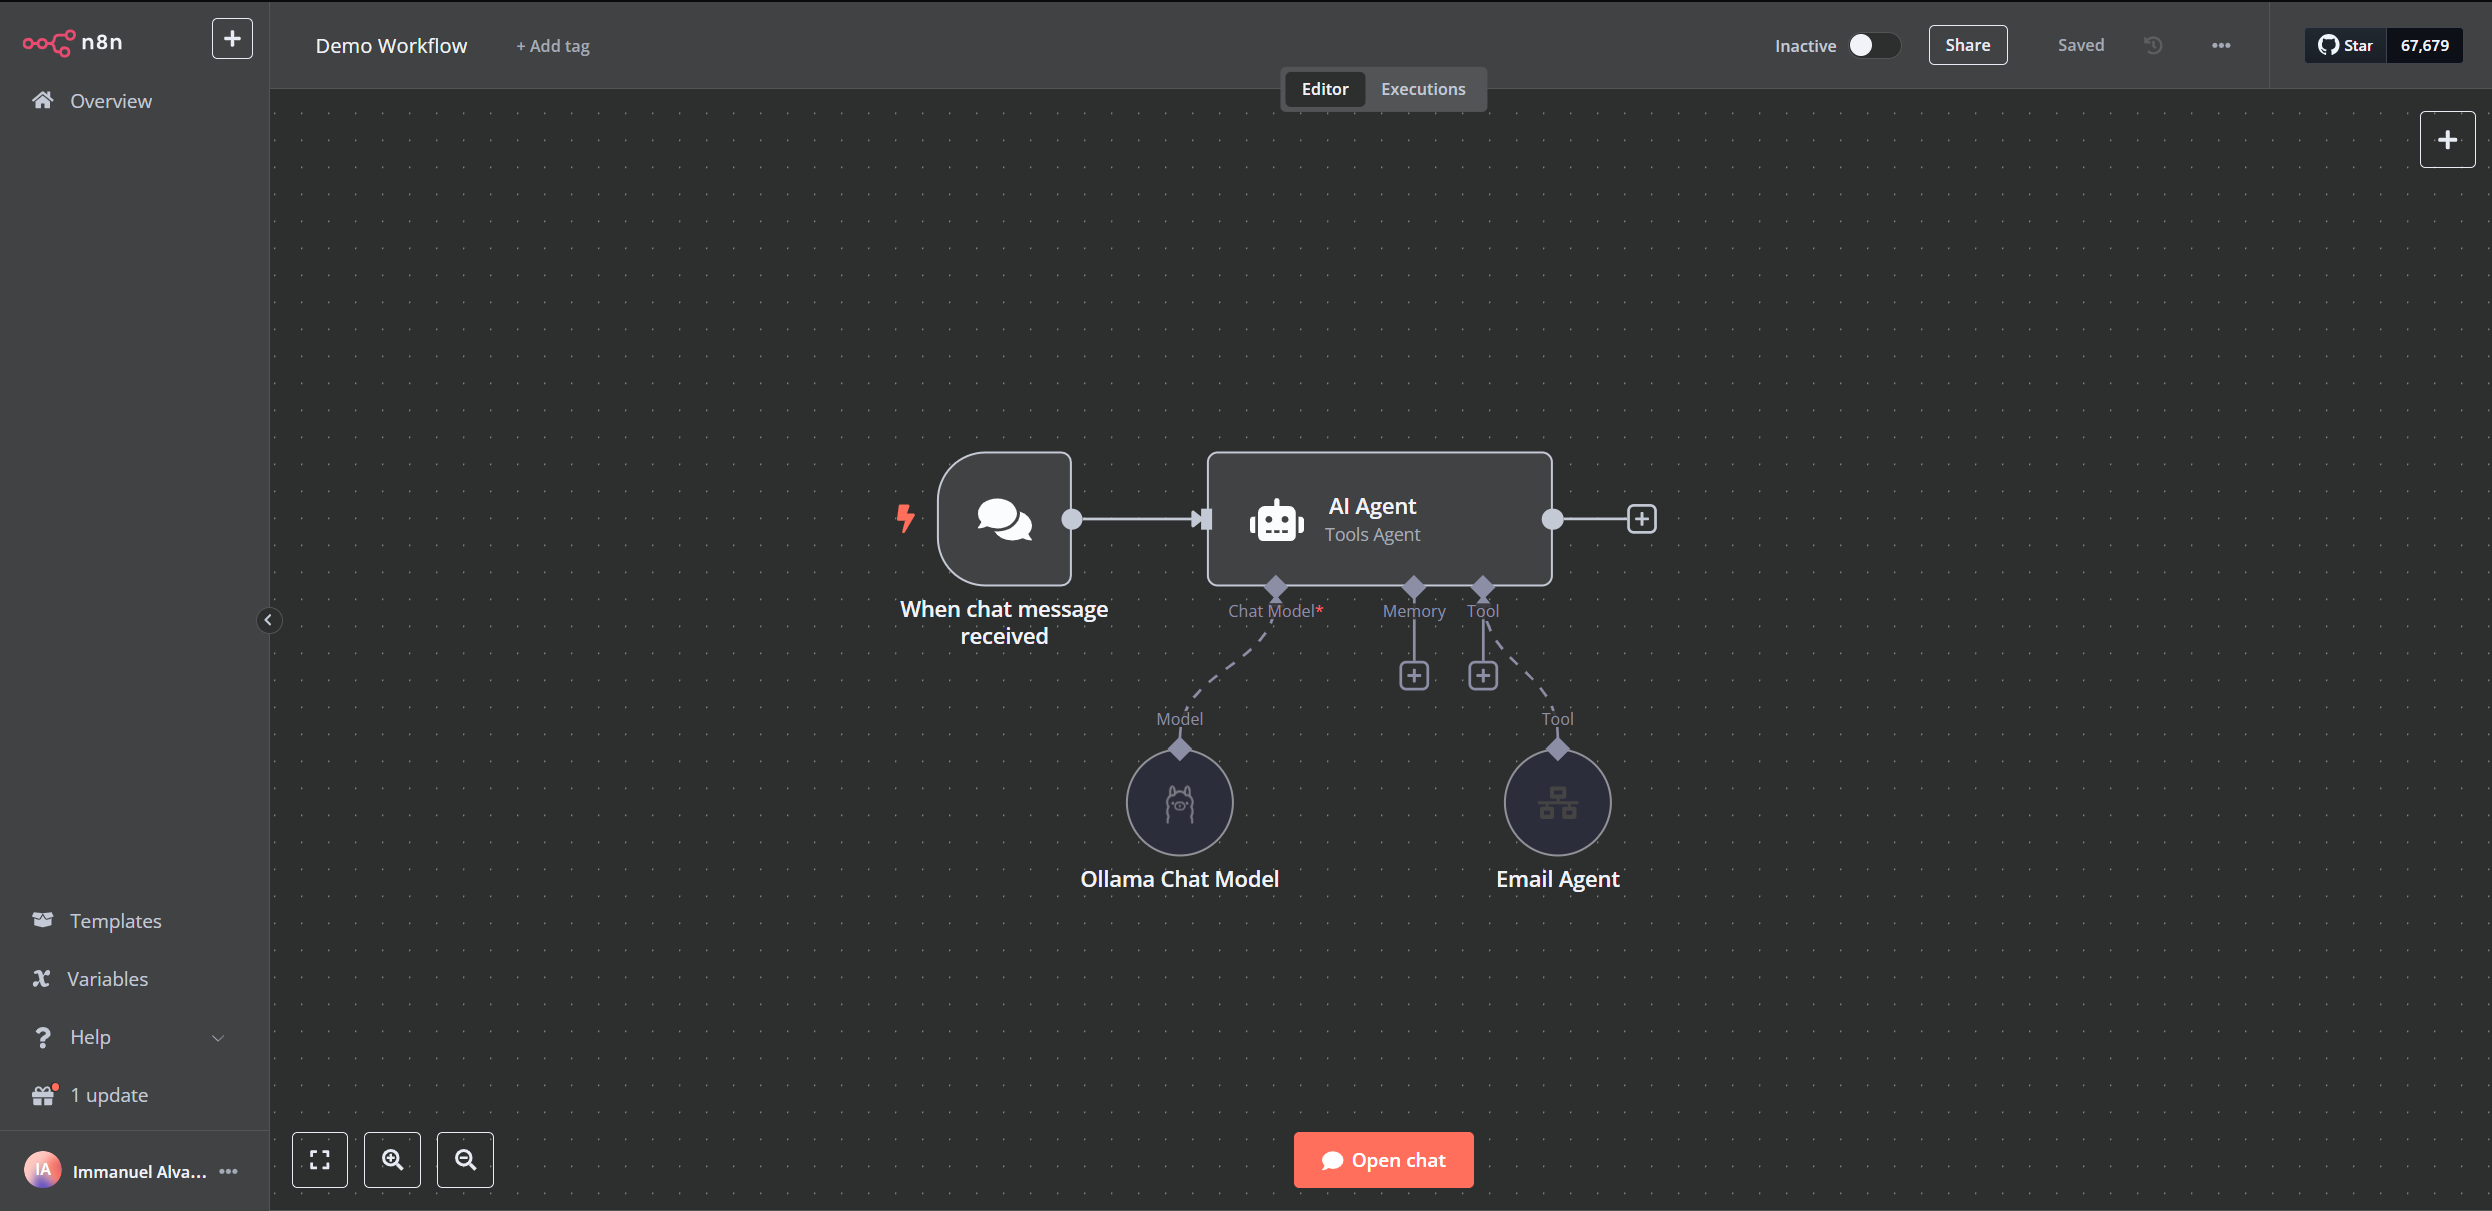 n8n
Overview
Demo Workflow
+ Add tag
Inactive
Share
Saved
Star
67,679
Editor
Executions
AI Agent
Tools Agent
When chat message
received
Chat Model*
Memory
Tool
Model
Tool
Ollama Chat Model
Email Agent
Templates
Variables
Help
1 update
IA
Immanuel Alva...
Open chat